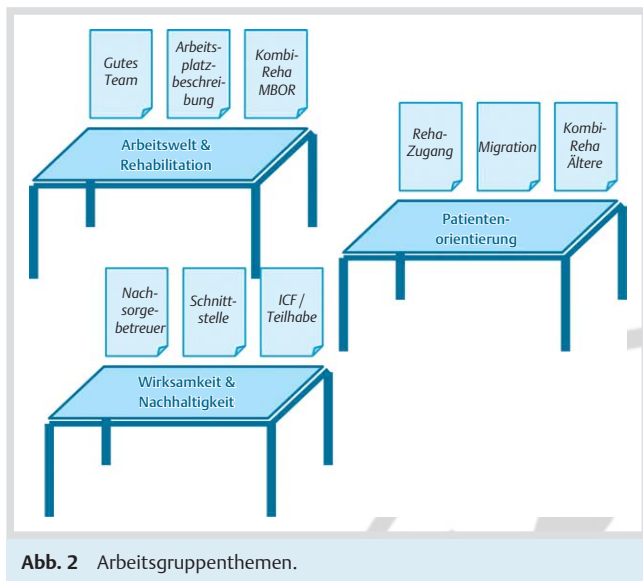 Gutes
Team
Arbeits-
platz-
beschrei-
bung
Kombi-
Reha
MBOR
Arbeitswelt &
Rehabilitation
Reha-
Zugang
Migration
Kombi-
Reha
Ältere
Patienten-
orientierung
Nach-
sorge-
betreuer
Schnitt-
stelle
ICF /
Teilhabe
Wirksamkeit &
Nachhaltigkeit
Abb. 2 Arbeitsgruppenthemen.